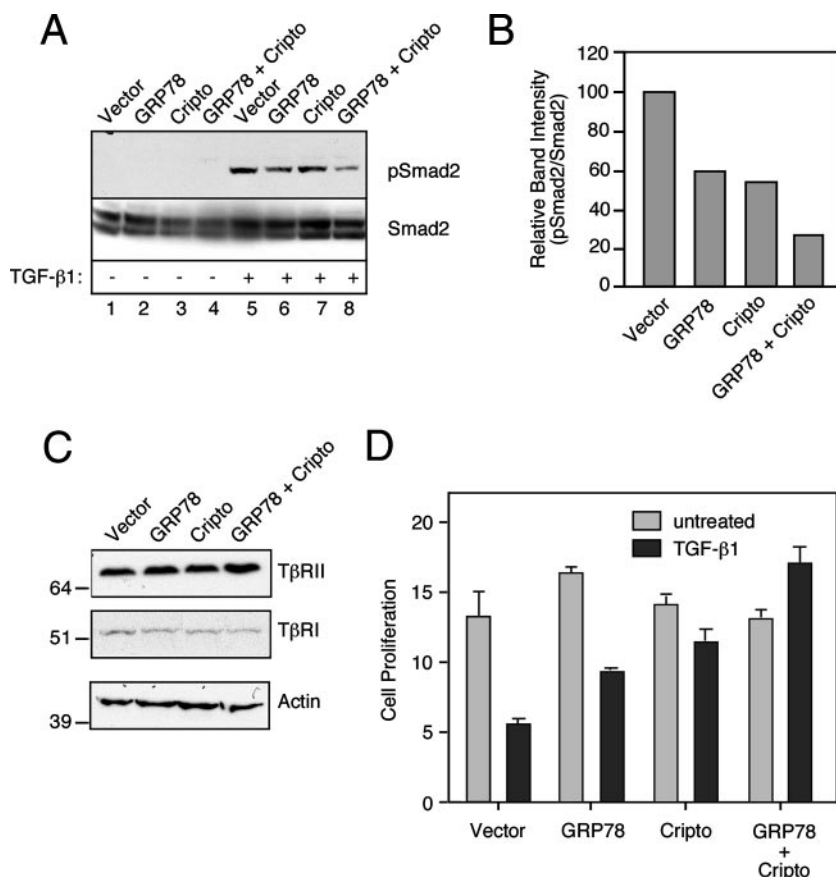 A
Vector
GRP78
Cripto
GRP78 + Cripto
Vector
GRP78
Cripto
GRP78 + Cripto
pSmad2
Smad2
TGF-β1: - - - - + + + +
1 2 3 4 5 6 7 8
B
Relative Band Intensity
(pSmad2/Smad2)
120
100
80
60
40
20
0
Vector
GRP78
Cripto
GRP78 + Cripto
C
Vector
GRP78
Cripto
GRP78 + Cripto
TβRII
64
TβRI
51
Actin
39
D
Cell Proliferation
20
15
10
5
0
untreated
TGF-β1
Vector
GRP78
Cripto
GRP78
+
Cripto